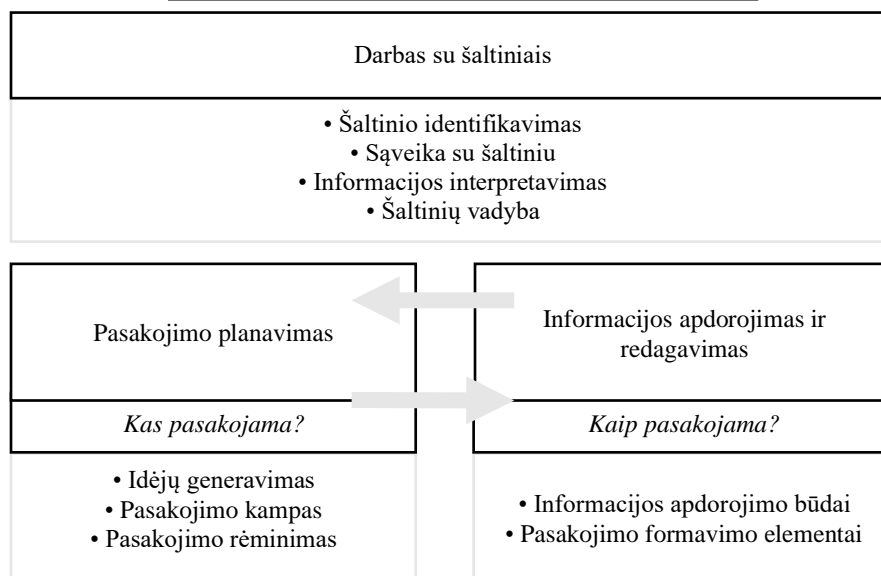 Darbas su šaltiniais
• Šaltinio identifikavimas
• Sąveika su šaltiniu
• Informacijos interpretavimas
• Šaltinių vadyba
Pasakojimo planavimas
Kas pasakojama?
• Idėjų generavimas
• Pasakojimo kampas
• Pasakojimo rėminimas
Informacijos apdorojimas ir
redagavimas
Kaip pasakojama?
• Informacijos apdorojimo būdai
• Pasakojimo formavimo elementai